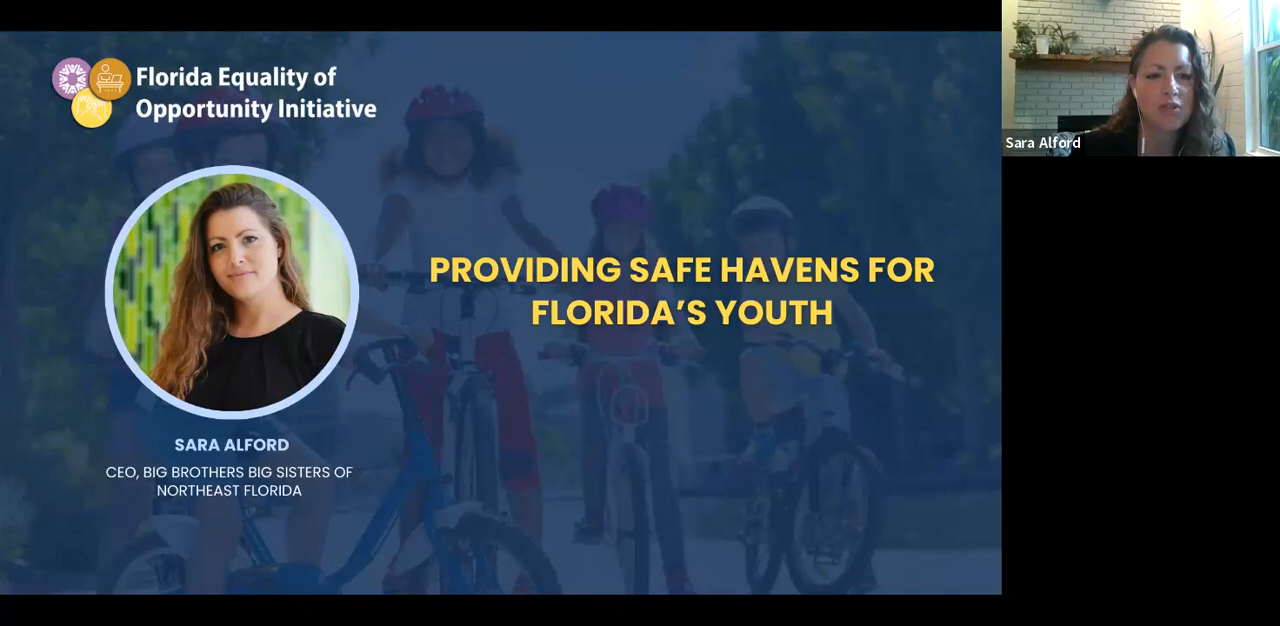 Florida Equality of
Opportunity Initiative
PROVIDING SAFE HAVENS FOR
FLORIDA’S YOUTH
SARA ALFORD
CEO, BIG BROTHERS BIG SISTERS OF
NORTHEAST FLORIDA
Sara Alford